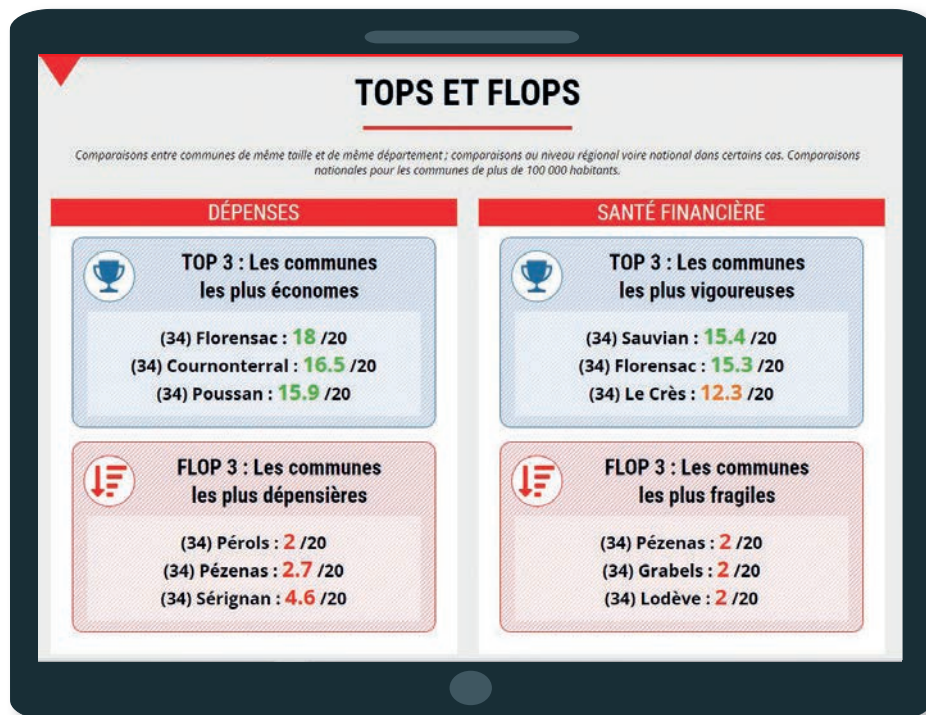 TOPS ET FLOPS
Comparaisons entre communes de même taille et de même département ; comparaisons au niveau régional voire national dans certains cas. Comparaisons
nationales pour les communes de plus de 100 000 habitants.
DÉPENSES
TOP 3 : Les communes
les plus économes
(34) Florensac : 18 /20
(34) Cournonterral : 16.5 /20
(34) Poussan : 15.9 /20
FLOP 3 : Les communes
les plus dépensières
(34) Pérols : 2 /20
(34) Pézenas : 2.7 /20
(34) Sérignan : 4.6 /20
SANTÉ FINANCIÈRE
TOP 3 : Les communes
les plus vigoureuses
(34) Sauvian : 15.4 /20
(34) Florensac : 15.3 /20
(34) Le Crès : 12.3 /20
FLOP 3 : Les communes
les plus fragiles
(34) Pézenas : 2 /20
(34) Grabels : 2 /20
(34) Lodève : 2 /20